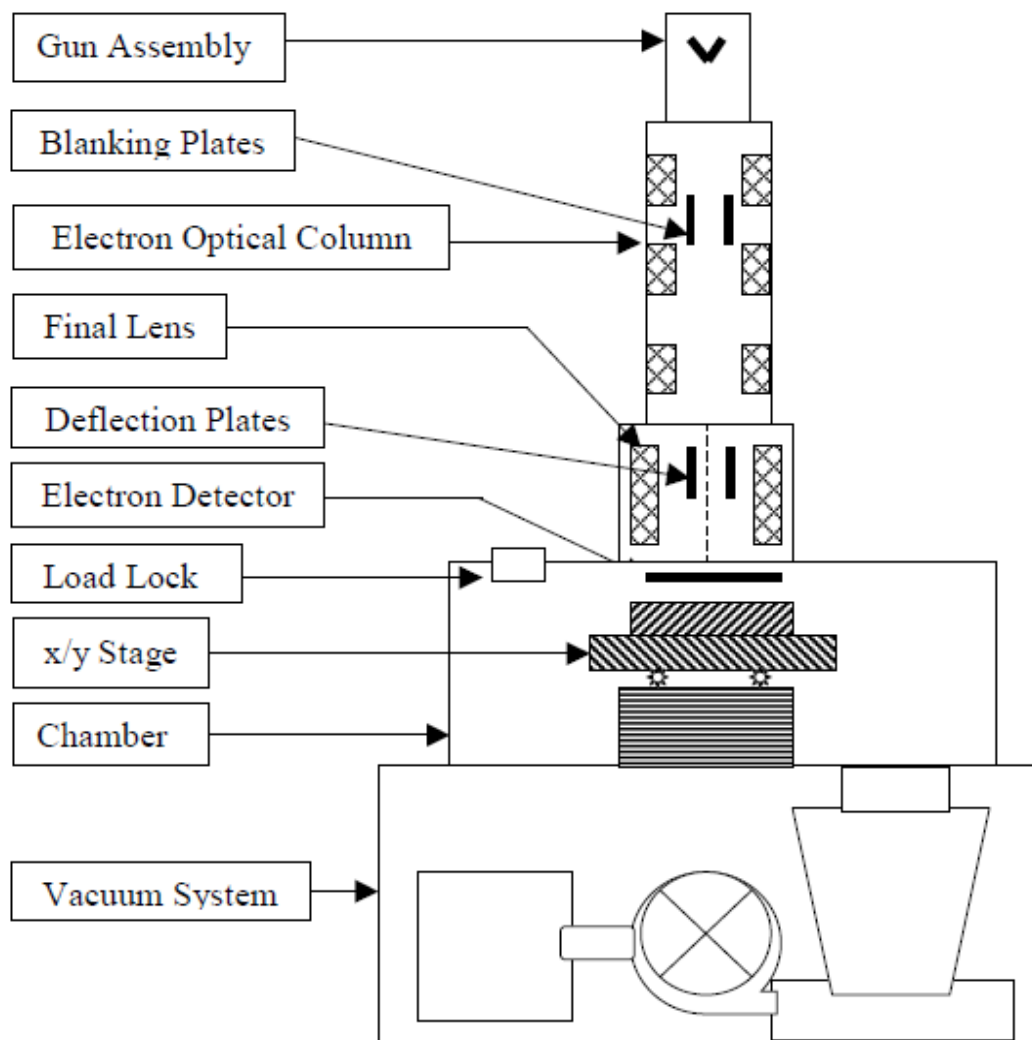 Gun Assembly
Blanking Plates
Electron Optical Column
Final Lens
Deflection Plates
Electron Detector
Load Lock
x/y Stage
Chamber
Vacuum System